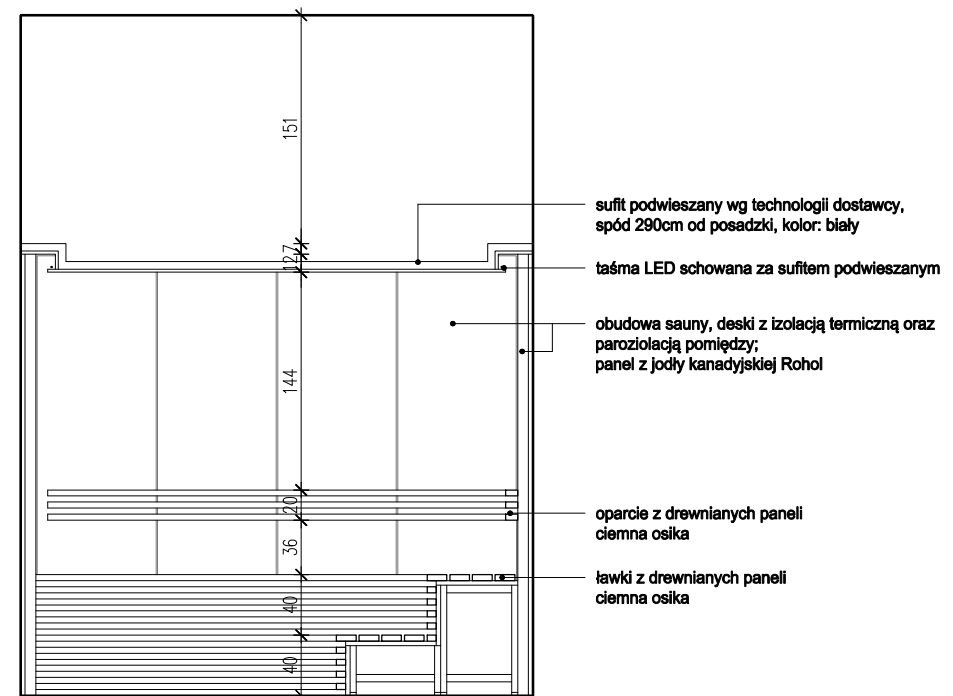 151
sufit podwieszany wg technologii dostawcy,
spód 290cm od posadzki, kolor: biały
127
taśma LED schowana za sufitem podwieszanym
obudowa sauny, deski z izolacją termiczną oraz
paroziolacją pomiędzy;
panel z jodły kanadyjskiej Rohol
144
20
oparcie z drewnianych paneli
ciemna osika
36
ławki z drewnianych paneli
ciemna osika
40
40